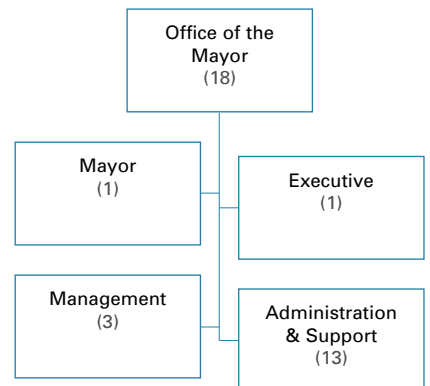 Office of the
Mayor
(18)
Mayor
(1)
Executive
(1)
Management
(3)
Administration
& Support
(13)